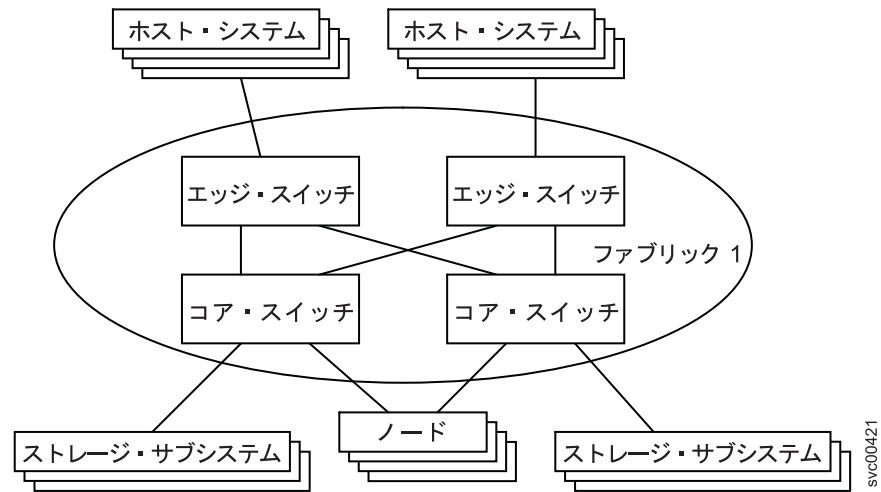 ホスト・システム
ホスト・システム
エッジ・スイッチ
エッジ・スイッチ
ファブリック 1
コア・スイッチ
コア・スイッチ
ノード
ストレージ・サブシステム
ストレージ・サブシステム
svc00421